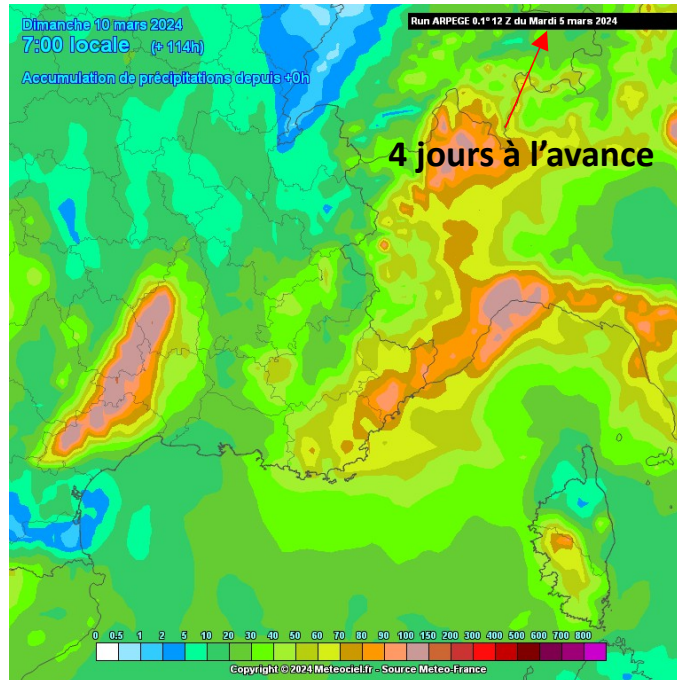 Dimanche 10 mars 2024
7:00 locale (+ 114h)
Accumulation de précipitations depuis +0h
Run ARPEGE 0.1° 12 Z du Mardi 5 mars 2024
4 jours à l'avance
0 0.5 1 2 5 10 20 30 40 50 60 70 80 90 100 150 200 300 400 500 600 700 800
Copyright © 2024 Meteociel.fr - Source Meteo-France